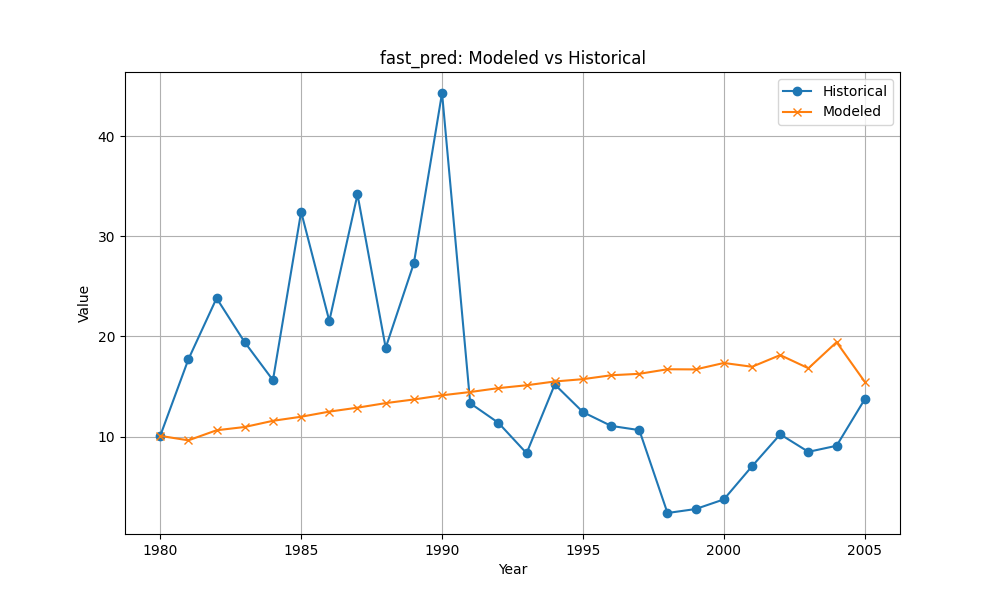 fast_pred: Modeled vs Historical
Historical
Modeled
Value
40
30
20
10
1980 1985 1990 1995 2000 2005
Year